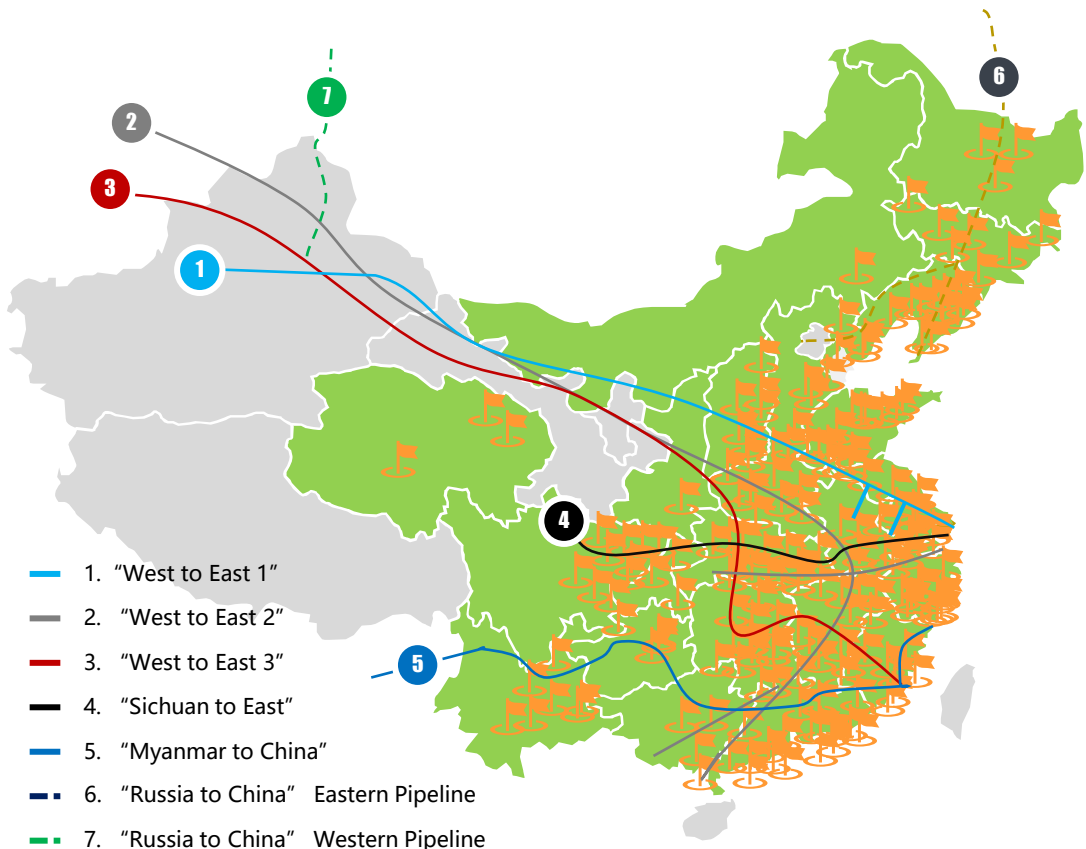 6
7
2
3
1
4
5
1. “West to East 1”
2. “West to East 2”
3. “West to East 3”
4. “Sichuan to East”
5. “Myanmar to China”
6. “Russia to China” Eastern Pipeline
7. “Russia to China” Western Pipeline